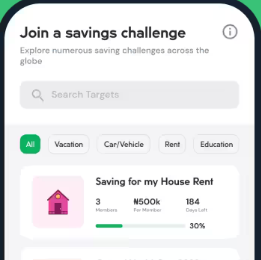 Join a savings challenge
Explore numerous saving challenges across the
globe
Search Targets
All Vacation Car/Vehicle Rent Education
Saving for my House Rent
3 ₦500k 184
Members Per Member Days Left
30%